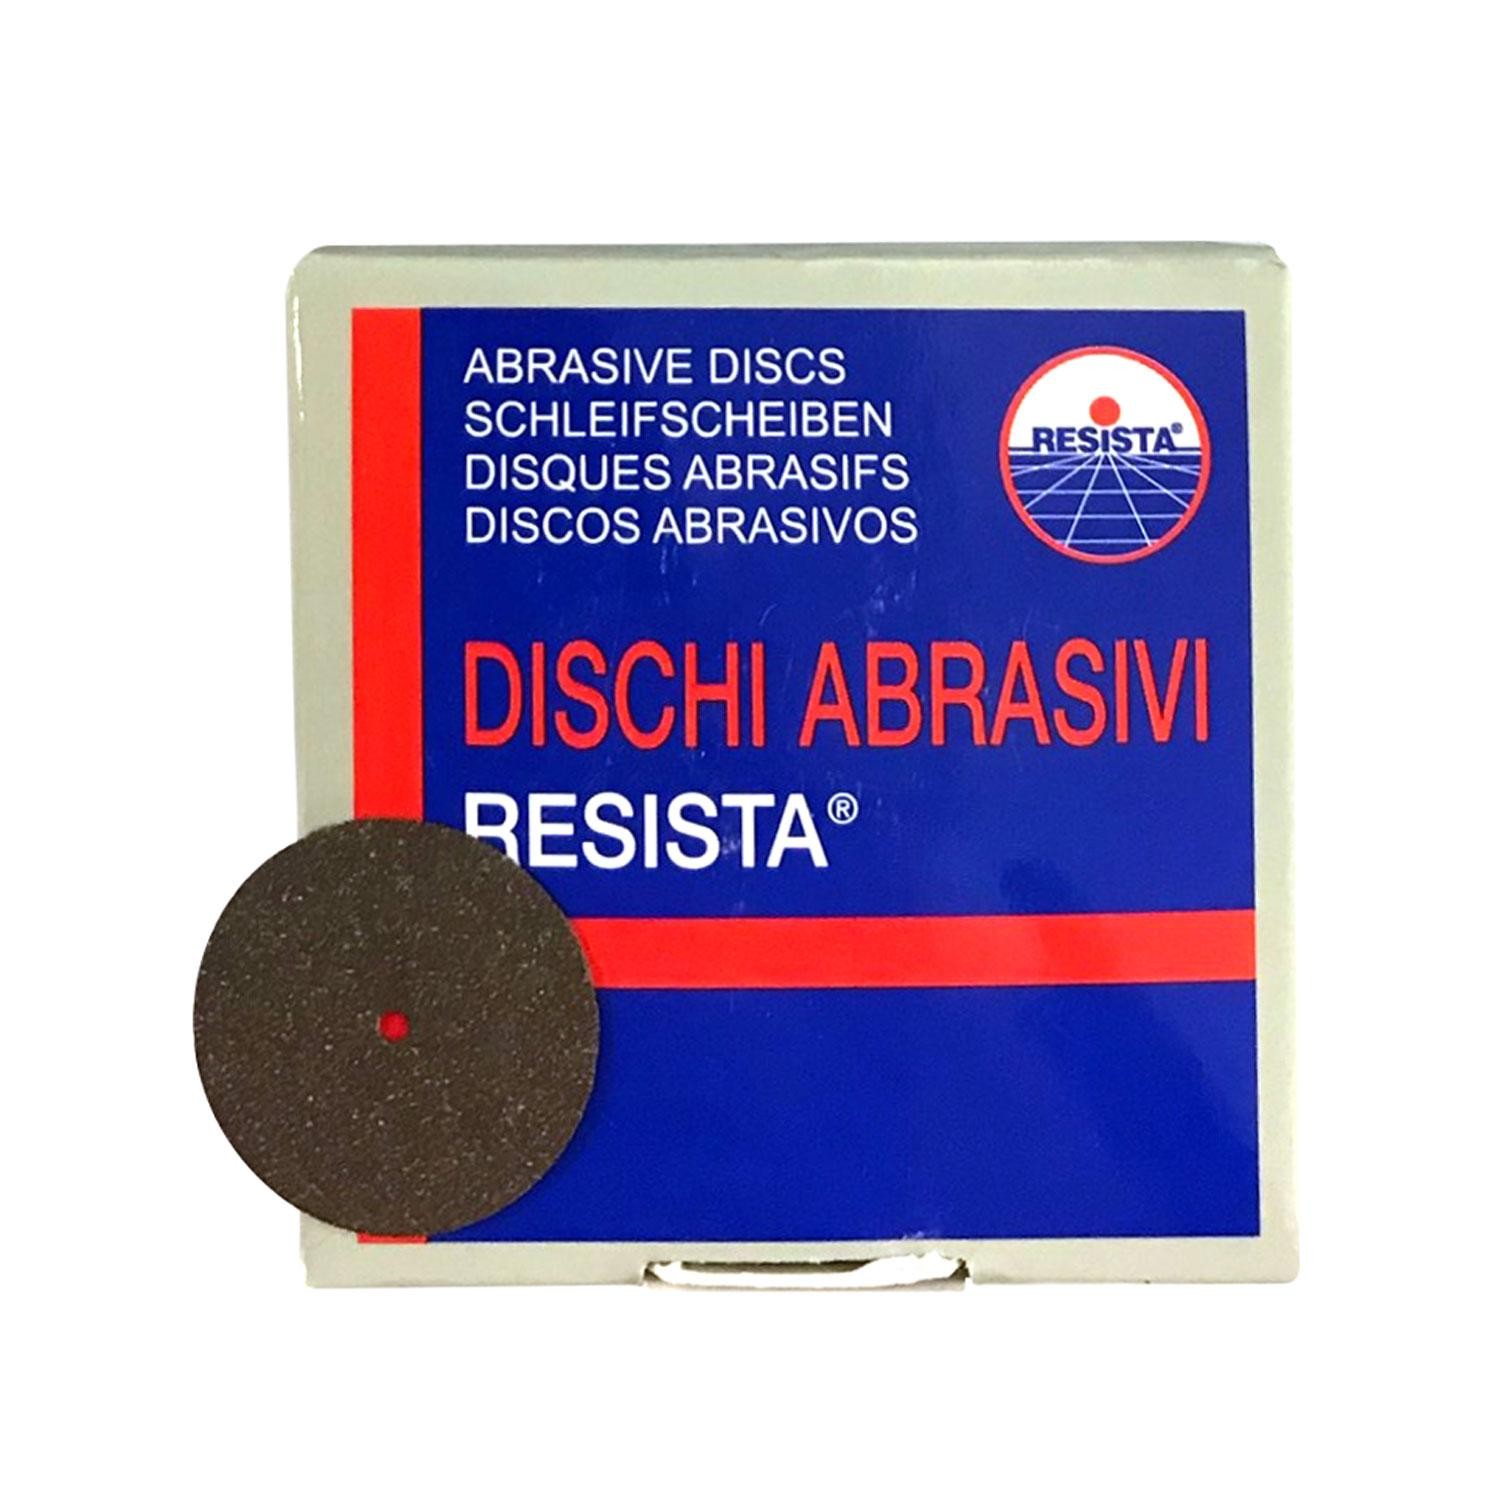 ABRASIVE DISCS
SCHLEIFSCHEIBEN
DISQUES ABRASIFS
DISCOS ABRASIVOS
RESISTA®
DISCHI ABRASIVI
RESISTA®